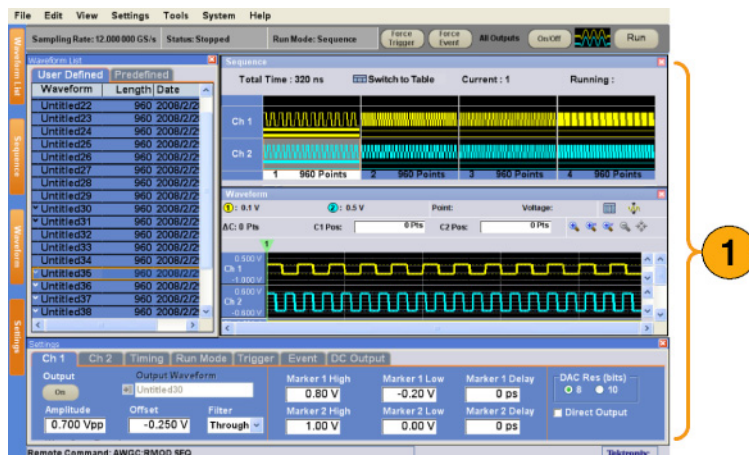 File Edit View Settings Tools System Help
Sampling Rate: 12.000 000 GS/s Status: Stopped Run Mode: Sequence Force Trigger Force Event All Outputs On/Off Run
Waveform List
Sequence
Waveform
Settings
Waveform List
User Defined Predefined
Waveform Length Date
Untitled22 960 2008/2/2
Untitled23 960 2008/2/2
Untitled24 960 2008/2/2
Untitled25 960 2008/2/2
Untitled26 960 2008/2/2
Untitled27 960 2008/2/2
Untitled28 960 2008/2/2
Untitled29 960 2008/2/2
Untitled30 960 2008/2/2
Untitled31 960 2008/2/2
Untitled32 960 2008/2/2
Untitled33 960 2008/2/2
Untitled34 960 2008/2/2
Untitled35 960 2008/2/2
Untitled36 960 2008/2/2
Untitled37 960 2008/2/2
Untitled38 960 2008/2/2
Sequence
Total Time : 320 ns Switch to Table Current : 1 Running :
Ch 1
Ch 2
1 960 Points 2 960 Points 3 960 Points 4 960 Points
Waveform
1 : 0.1 V 2 : 0.5 V Point: Voltage:
ΔC: 0 Pts C1 Pos: 0 Pts C2 Pos: 0 Pts
1
0.500 V
Ch 1
-1.000 V
0.600 V
Ch 2
-0.600 V
1
Settings
Ch 1 Ch 2 Timing Run Mode Trigger Event DC Output
Output Output Waveform Marker 1 High Marker 1 Low Marker 1 Delay DAC Res (bits)
On Untitled30 0.80 V -0.20 V 0 ps 8 10
Amplitude Offset Filter Marker 2 High Marker 2 Low Marker 2 Delay Direct Output
0.700 Vpp -0.250 V Through 1.00 V 0.00 V 0 ps
Remote Command: AWGC:RMOD SEQ Tektronix